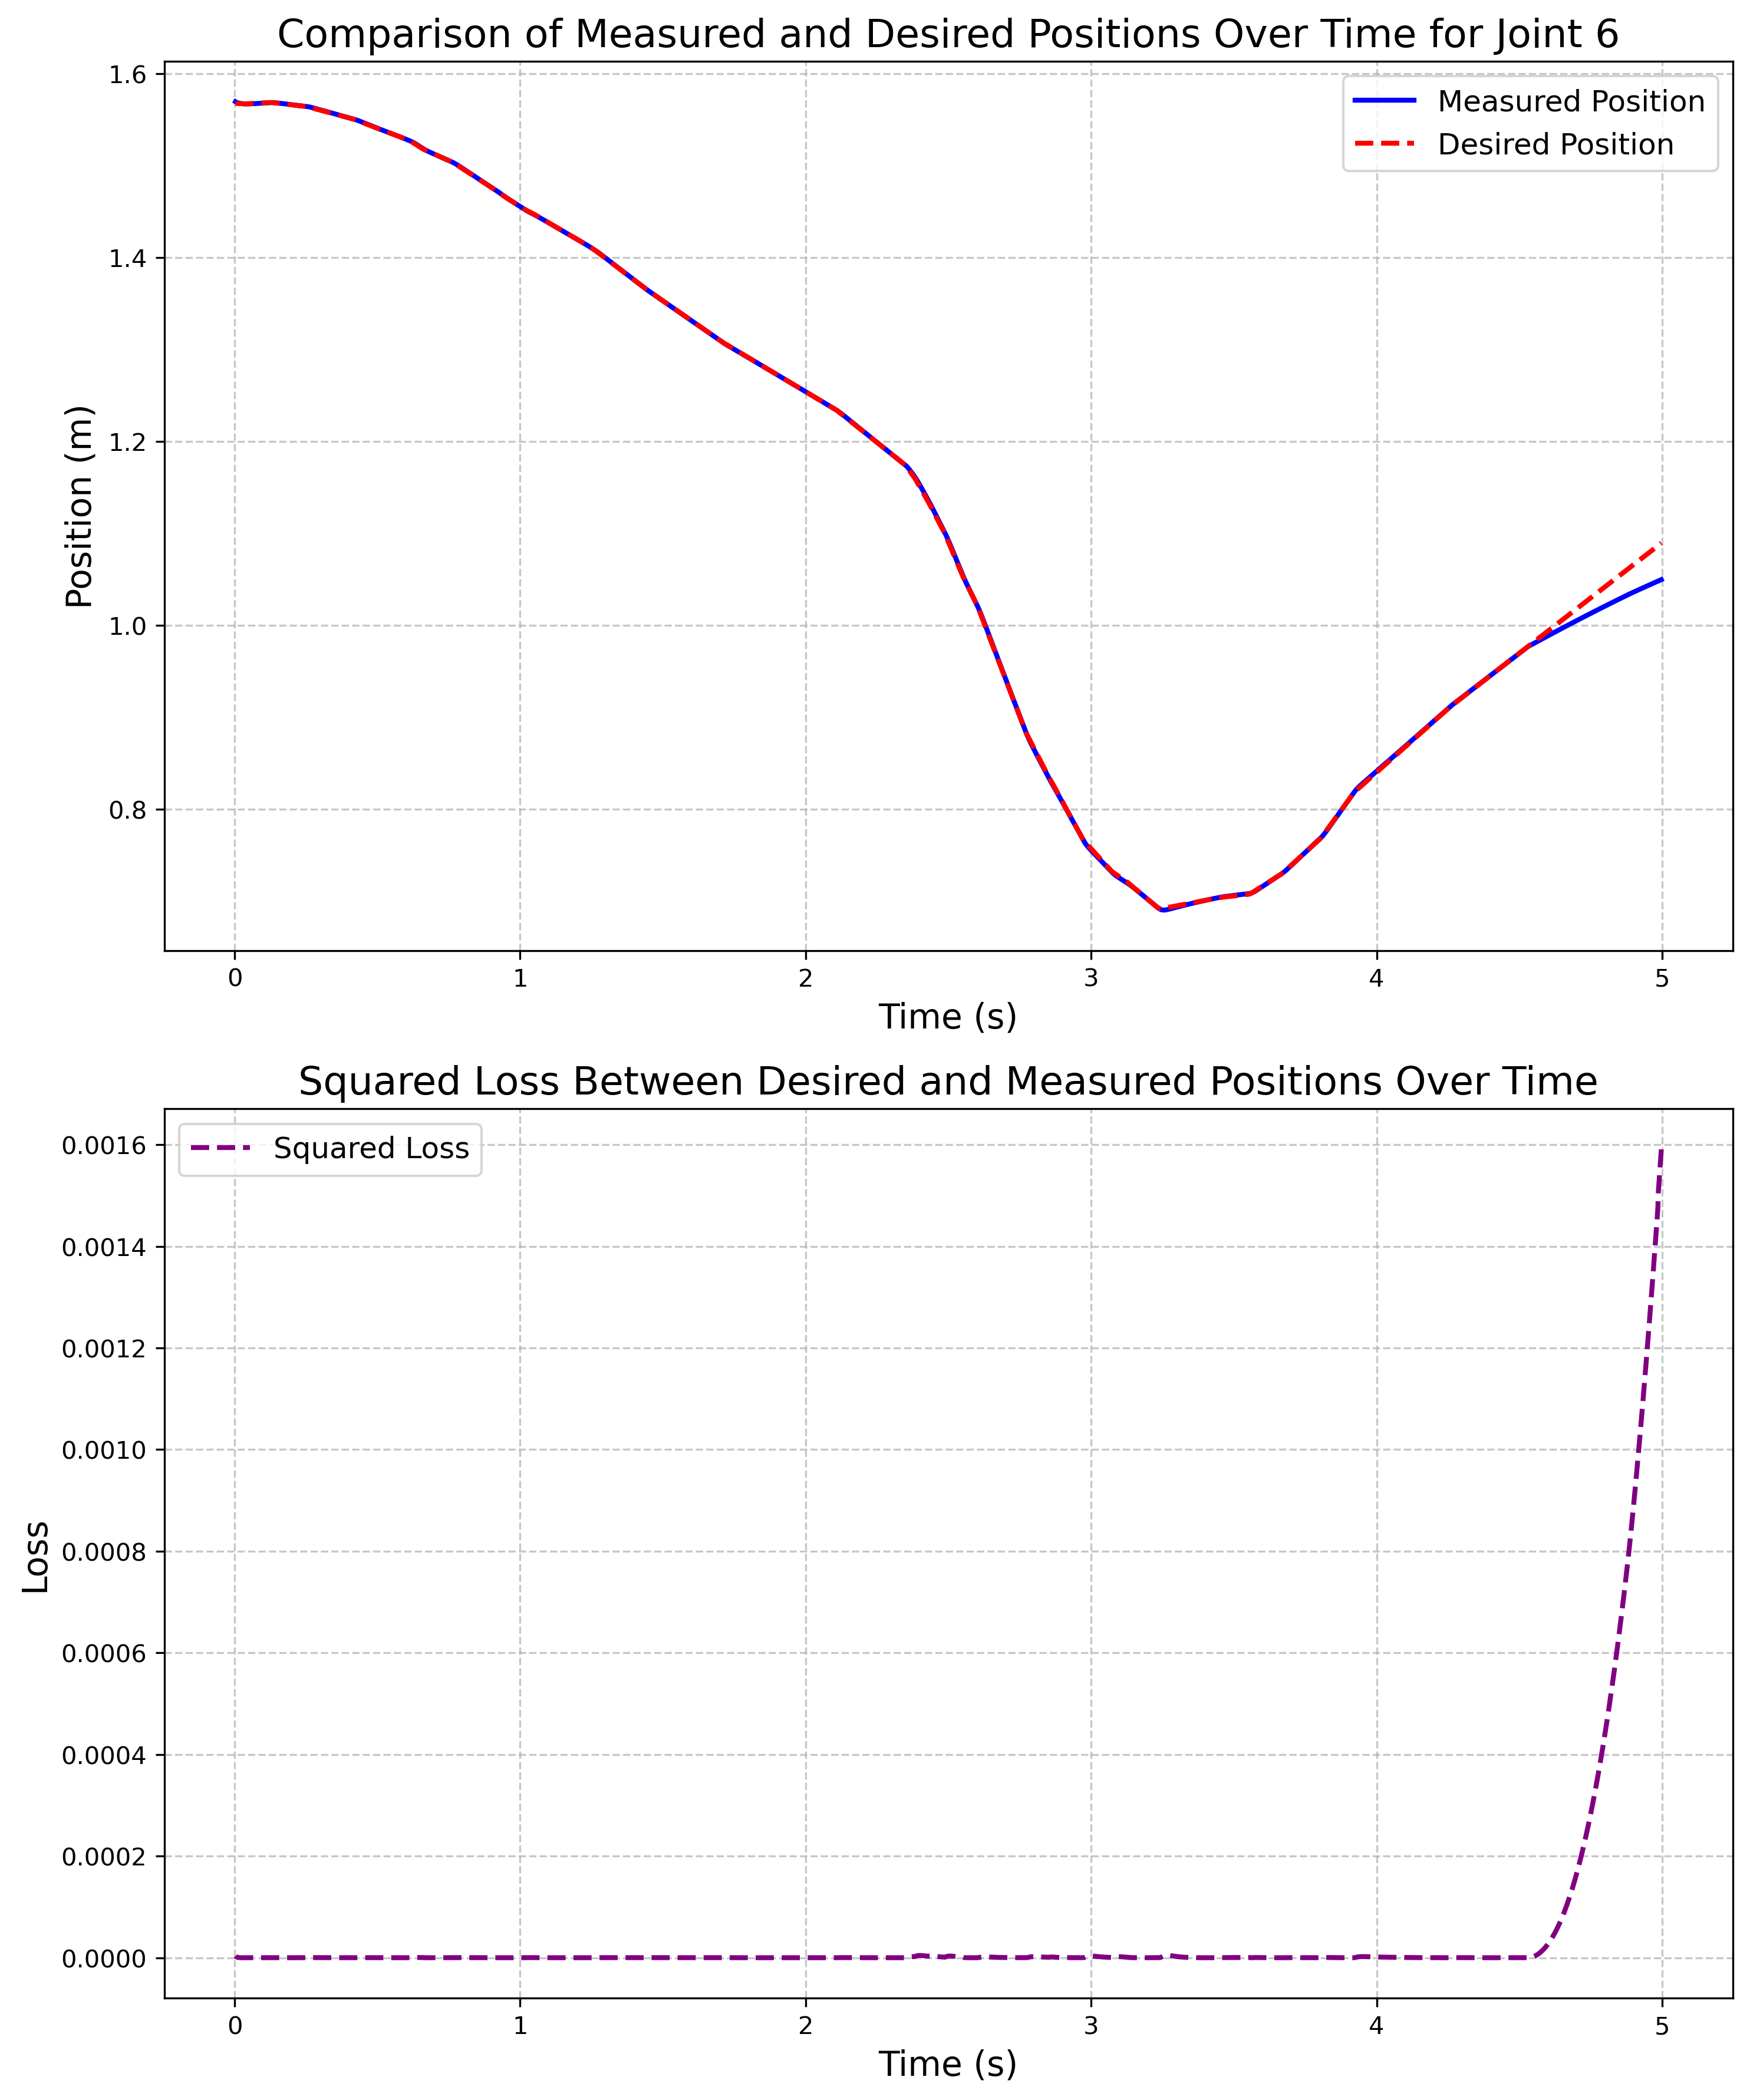 Comparison of Measured and Desired Positions Over Time for Joint 6
1.6
1.4
1.2
1.0
0.8
Position (m)
Measured Position
Desired Position
0 1 2 3 4 5
Time (s)
Squared Loss Between Desired and Measured Positions Over Time
0.0016
0.0014
0.0012
0.0010
0.0008
0.0006
0.0004
0.0002
0.0000
Loss
Squared Loss
0 1 2 3 4 5
Time (s)